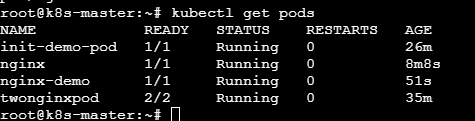 root@k8s-master:~# kubectl get pods
NAME            READY   STATUS    RESTARTS   AGE
init-demo-pod   1/1     Running   0          26m
nginx           1/1     Running   0          8m8s
nginx-demo      1/1     Running   0          51s
twonginxpod     2/2     Running   0          35m
root@k8s-master:~#